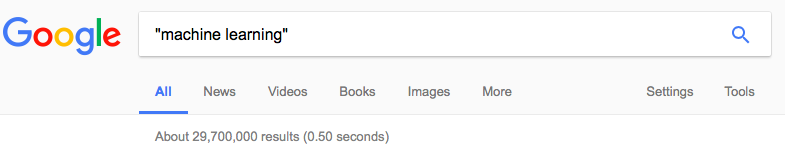 Google "machine learning"
All News Videos Books Images More Settings Tools
About 29,700,000 results (0.50 seconds)